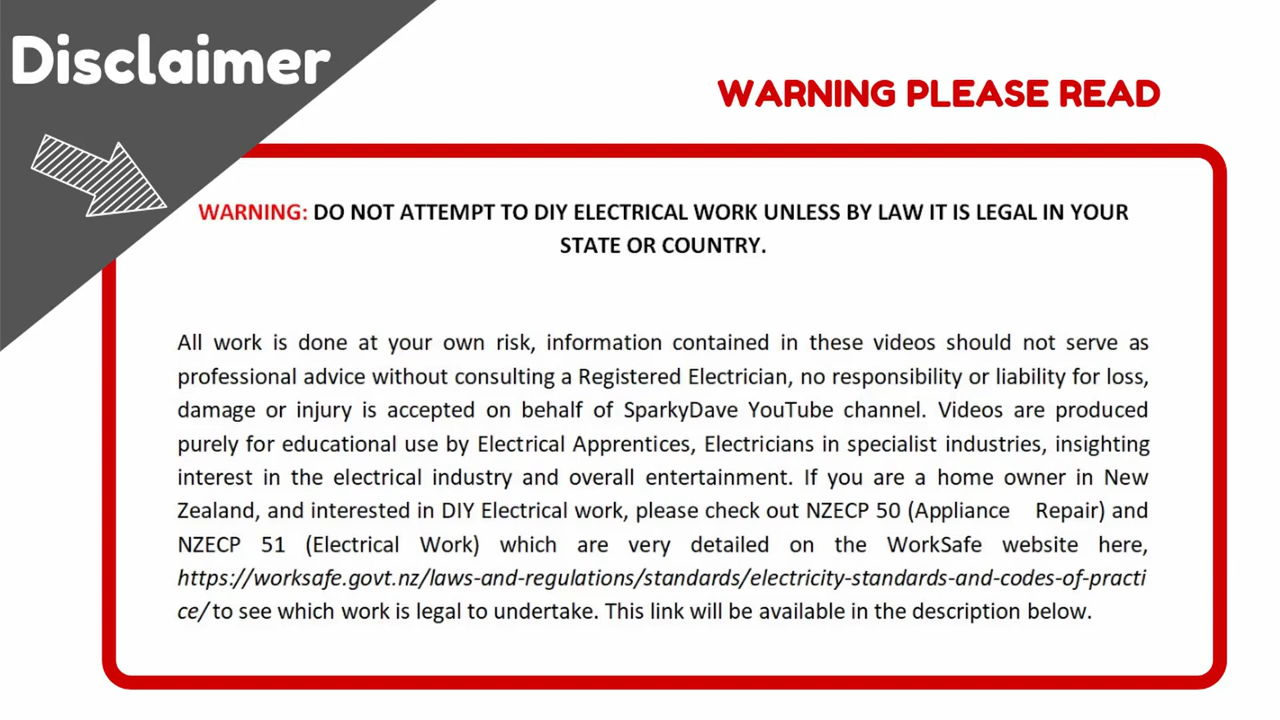 Disclaimer
WARNING PLEASE READ
WARNING: DO NOT ATTEMPT TO DIY ELECTRICAL WORK UNLESS BY LAW IT IS LEGAL IN YOUR
STATE OR COUNTRY.
All work is done at your own risk, information contained in these videos should not serve as
professional advice without consulting a Registered Electrician, no responsibility or liability for loss,
damage or injury is accepted on behalf of SparkyDave YouTube channel. Videos are produced
purely for educational use by Electrical Apprentices, Electricians in specialist industries, insighting
interest in the electrical industry and overall entertainment. If you are a home owner in New
Zealand, and interested in DIY Electrical work, please check out NZECP 50 (Appliance Repair) and
NZECP 51 (Electrical Work) which are very detailed on the WorkSafe website here,
https://worksafe.govt.nz/laws-and-regulations/standards/electricity-standards-and-codes-of-practi
ce/ to see which work is legal to undertake. This link will be available in the description below.